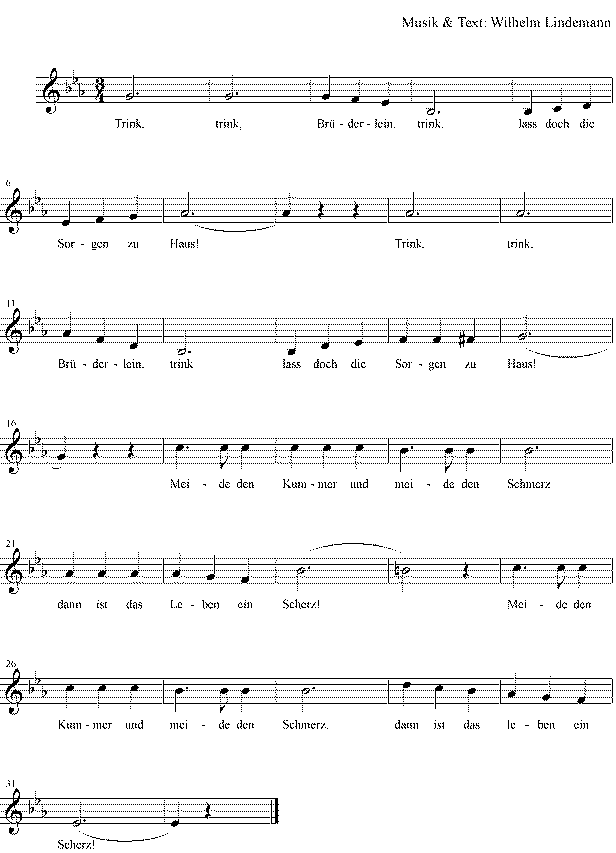 Musik & Text: Wilhelm Lindemann
Trink, trink, Brü - der - lein, trink, lass doch die
6
Sor - gen zu Haus! Trink, trink,
11
Brü - der - lein, trink lass doch die Sor - gen zu Haus!
16
Mei - de den Kum - mer und mei - de den Schmerz
21
dann ist das Le - ben ein Scherz! Mei - de den
26
Kum - mer und mei - de den Schmerz, dann ist das le - ben ein
31
Scherz!